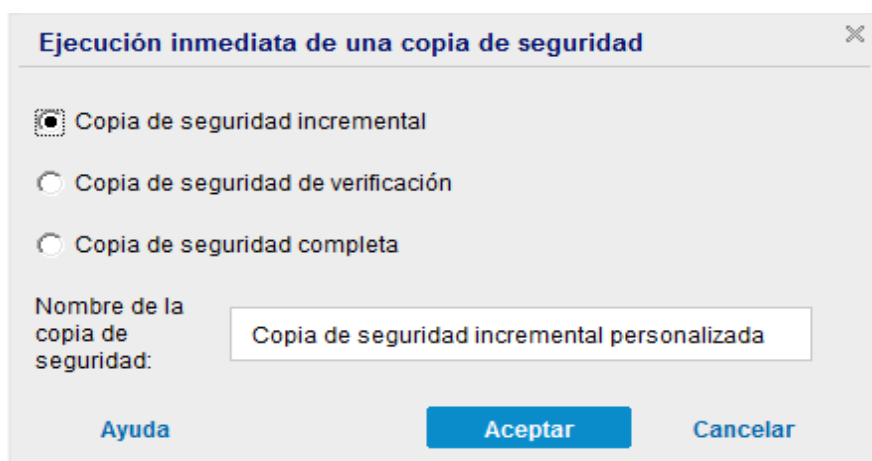 Ejecución inmediata de una copia de seguridad
Copia de seguridad incremental
Copia de seguridad de verificación
Copia de seguridad completa
Nombre de la
copia de
seguridad:
Copia de seguridad incremental personalizada
Ayuda
Aceptar
Cancelar